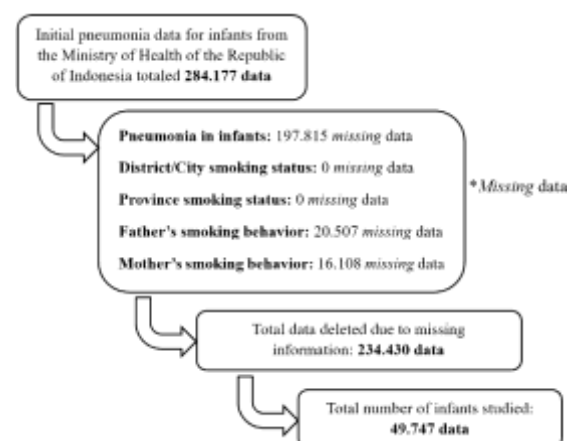 Initial pneumonia data for infants from
the Ministry of Health of the Republic
of Indonesia totaled 284.177 data
Pneumonia in infants: 197.815 missing data
District/City smoking status: 0 missing data
Province smoking status: 0 missing data
Father's smoking behavior: 20.507 missing data
Mother's smoking behavior: 16.108 missing data
*Missing data
Total data deleted due to missing
information: 234.430 data
Total number of infants studied:
49.747 data